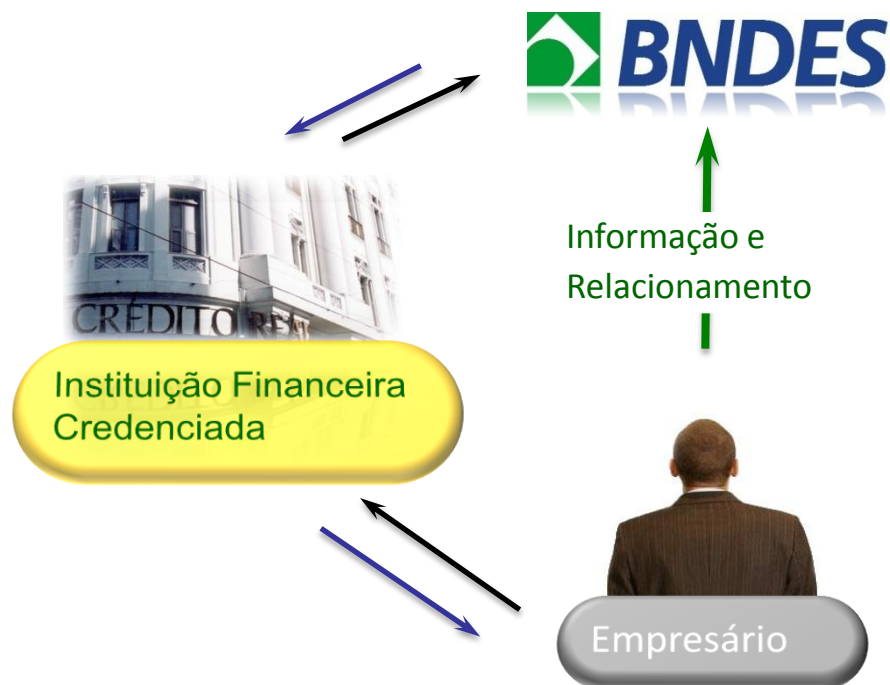 BNDES
Informação e
Relacionamento
CRÉDITO
Instituição Financeira
Credenciada
Empresário